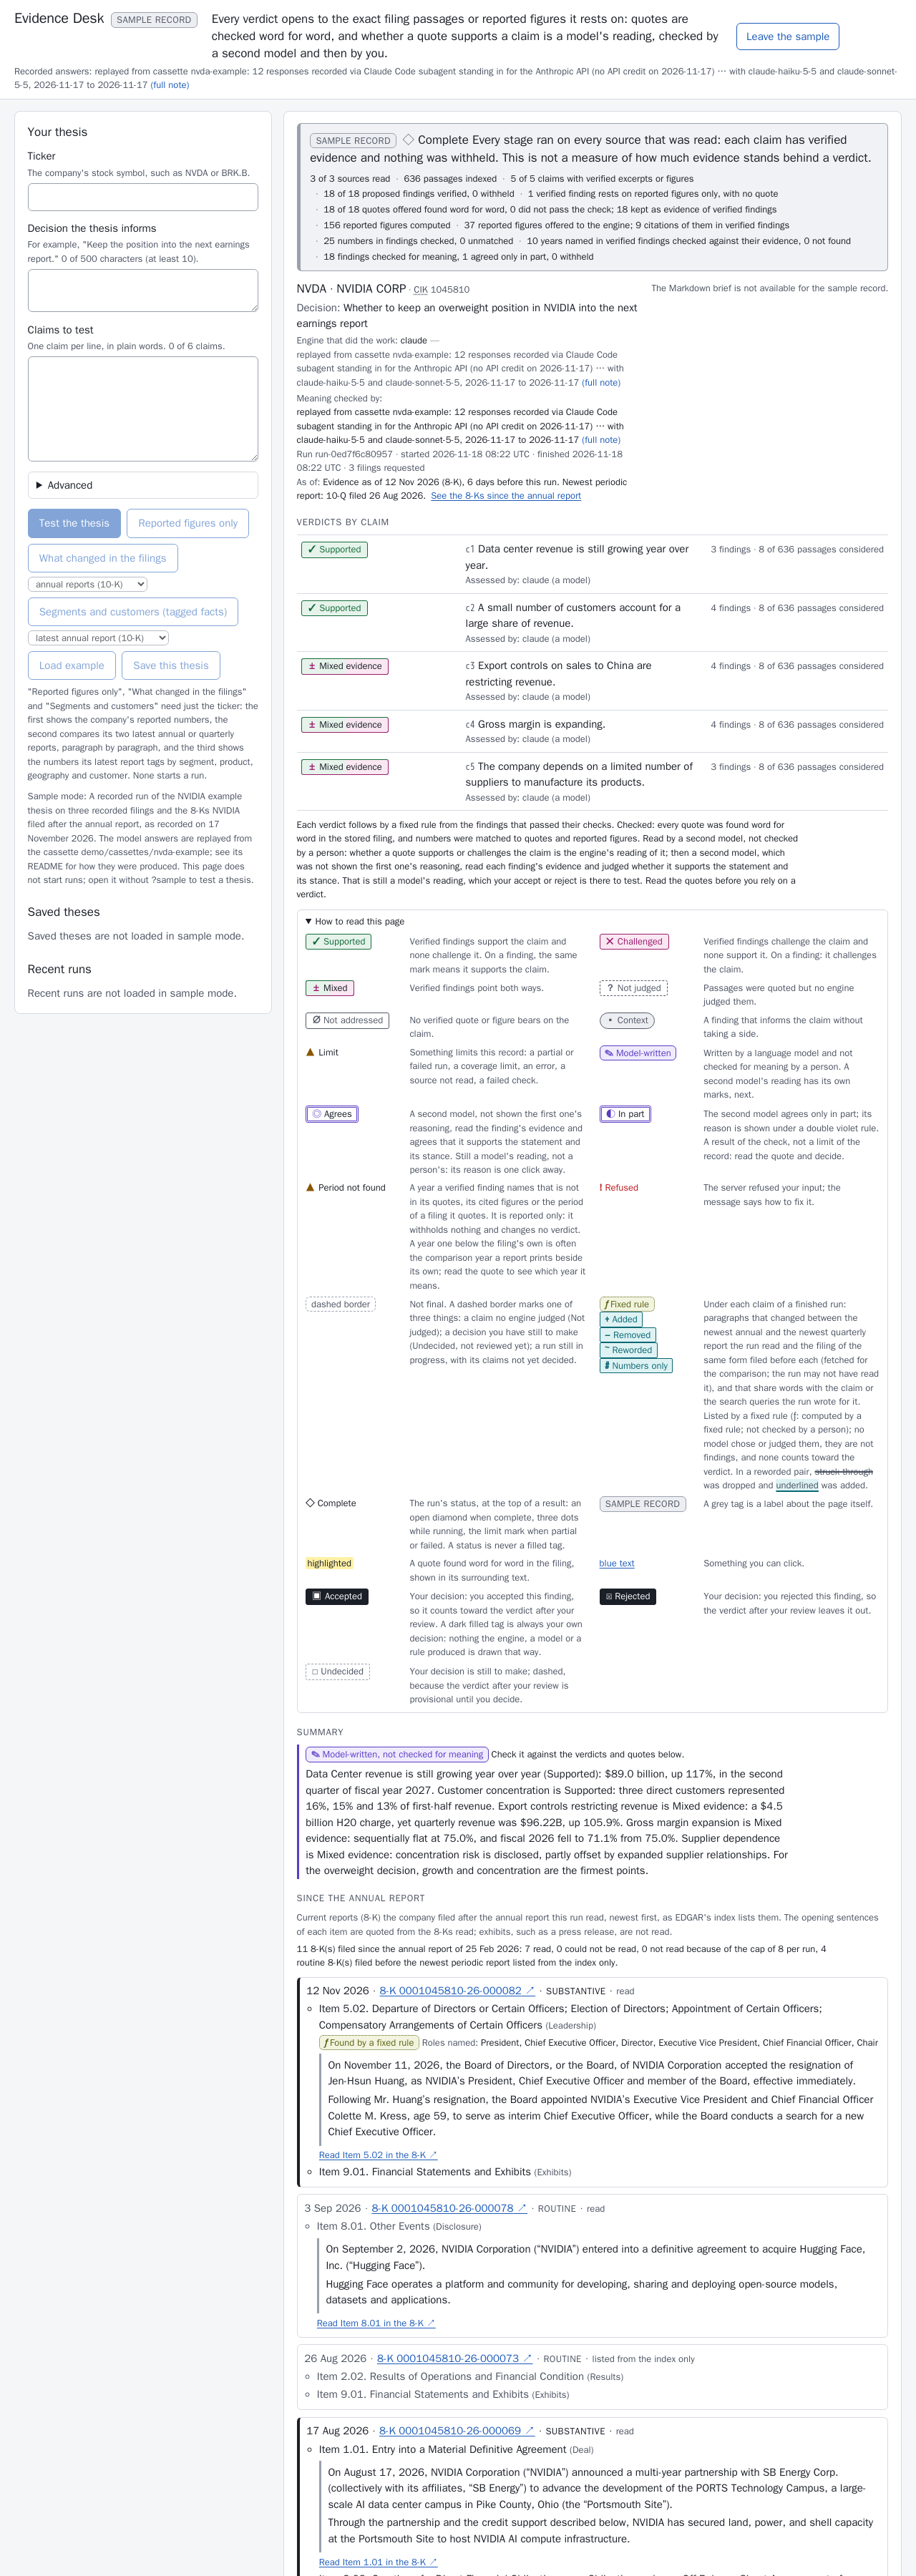 Evidence Desk SAMPLE RECORD
Every verdict opens to the exact filing passages or reported figures it rests on: quotes are
checked word for word, and whether a quote supports a claim is a model's reading, checked by
a second model and then by you.
Leave the sample
Recorded answers: replayed from cassette nvda-example: 12 responses recorded via Claude Code subagent standing in for the Anthropic API (no API credit on 2026-11-17) ··· with claude-haiku-5-5 and claude-sonnet-
5-5, 2026-11-17 to 2026-11-17 (full note)
Your thesis
Ticker
The company's stock symbol, such as NVDA or BRK.B.
Decision the thesis informs
For example, "Keep the position into the next earnings
report." 0 of 500 characters (at least 10).
Claims to test
One claim per line, in plain words. 0 of 6 claims.
▶ Advanced
Test the thesis
Reported figures only
What changed in the filings
annual reports (10-K)
Segments and customers (tagged facts)
latest annual report (10-K)
Load example
Save this thesis
"Reported figures only", "What changed in the filings"
and "Segments and customers" need just the ticker: the
first shows the company's reported numbers, the
second compares its two latest annual or quarterly
reports, paragraph by paragraph, and the third shows
the numbers its latest report tags by segment, product,
geography and customer. None starts a run.
Sample mode: A recorded run of the NVIDIA example
thesis on three recorded filings and the 8-Ks NVIDIA
filed after the annual report, as recorded on 17
November 2026. The model answers are replayed from
the cassette demo/cassettes/nvda-example; see its
README for how they were produced. This page does
not start runs; open it without ?sample to test a thesis.
Saved theses
Saved theses are not loaded in sample mode.
Recent runs
Recent runs are not loaded in sample mode.
SAMPLE RECORD ◇ Complete Every stage ran on every source that was read: each claim has verified
evidence and nothing was withheld. This is not a measure of how much evidence stands behind a verdict.
3 of 3 sources read · 636 passages indexed · 5 of 5 claims with verified excerpts or figures
· 18 of 18 proposed findings verified, 0 withheld · 1 verified finding rests on reported figures only, with no quote
· 18 of 18 quotes offered found word for word, 0 did not pass the check; 18 kept as evidence of verified findings
· 156 reported figures computed · 37 reported figures offered to the engine; 9 citations of them in verified findings
· 25 numbers in findings checked, 0 unmatched · 10 years named in verified findings checked against their evidence, 0 not found
· 18 findings checked for meaning, 1 agreed only in part, 0 withheld
NVDA · NVIDIA CORP · CIK 1045810
The Markdown brief is not available for the sample record.
Decision: Whether to keep an overweight position in NVIDIA into the next
earnings report
Engine that did the work: claude —
replayed from cassette nvda-example: 12 responses recorded via Claude Code
subagent standing in for the Anthropic API (no API credit on 2026-11-17) ··· with
claude-haiku-5-5 and claude-sonnet-5-5, 2026-11-17 to 2026-11-17 (full note)
Meaning checked by:
replayed from cassette nvda-example: 12 responses recorded via Claude Code
subagent standing in for the Anthropic API (no API credit on 2026-11-17) ··· with
claude-haiku-5-5 and claude-sonnet-5-5, 2026-11-17 to 2026-11-17 (full note)
Run run-0ed7f6c80957 · started 2026-11-18 08:22 UTC · finished 2026-11-18
08:22 UTC · 3 filings requested
As of: Evidence as of 12 Nov 2026 (8-K), 6 days before this run. Newest periodic
report: 10-Q filed 26 Aug 2026. See the 8-Ks since the annual report
VERDICTS BY CLAIM
✓ Supported
c1 Data center revenue is still growing year over
year.
Assessed by: claude (a model)
3 findings · 8 of 636 passages considered
✓ Supported
c2 A small number of customers account for a
large share of revenue.
Assessed by: claude (a model)
4 findings · 8 of 636 passages considered
± Mixed evidence
c3 Export controls on sales to China are
restricting revenue.
Assessed by: claude (a model)
4 findings · 8 of 636 passages considered
± Mixed evidence
c4 Gross margin is expanding.
Assessed by: claude (a model)
4 findings · 8 of 636 passages considered
± Mixed evidence
c5 The company depends on a limited number of
suppliers to manufacture its products.
Assessed by: claude (a model)
3 findings · 8 of 636 passages considered
Each verdict follows by a fixed rule from the findings that passed their checks. Checked: every quote was found word for
word in the stored filing, and numbers were matched to quotes and reported figures. Read by a second model, not checked
by a person: whether a quote supports or challenges the claim is the engine's reading of it; then a second model, which
was not shown the first one's reasoning, read each finding's evidence and judged whether it supports the statement and
its stance. That is still a model's reading, which your accept or reject is there to test. Read the quotes before you rely on a
verdict.
▼ How to read this page
✓ Supported
Verified findings support the claim and
none challenge it. On a finding, the same
mark means it supports the claim.
✕ Challenged
Verified findings challenge the claim and
none support it. On a finding: it challenges
the claim.
± Mixed
Verified findings point both ways.
? Not judged
Passages were quoted but no engine
judged them.
Ø Not addressed
No verified quote or figure bears on the
claim.
• Context
A finding that informs the claim without
taking a side.
▲ Limit
Something limits this record: a partial or
failed run, a coverage limit, an error, a
source not read, a failed check.
✎ Model-written
Written by a language model and not
checked for meaning by a person. A
second model's reading has its own
marks, next.
◎ Agrees
A second model, not shown the first one's
reasoning, read the finding's evidence and
agrees that it supports the statement and
its stance. Still a model's reading, not a
person's: its reason is one click away.
◐ In part
The second model agrees only in part; its
reason is shown under a double violet rule.
A result of the check, not a limit of the
record: read the quote and decide.
▲ Period not found
A year a verified finding names that is not
in its quotes, its cited figures or the period
of a filing it quotes. It is reported only: it
withholds nothing and changes no verdict.
A year one below the filing's own is often
the comparison year a report prints beside
its own; read the quote to see which year it
means.
! Refused
The server refused your input; the
message says how to fix it.
dashed border
Not final. A dashed border marks one of
three things: a claim no engine judged (Not
judged); a decision you have still to make
(Undecided, not reviewed yet); a run still in
progress, with its claims not yet decided.
ƒ Fixed rule
+ Added
− Removed
~ Reworded
# Numbers only
Under each claim of a finished run:
paragraphs that changed between the
newest annual and the newest quarterly
report the run read and the filing of the
same form filed before each (fetched for
the comparison; the run may not have read
it), and that share words with the claim or
the search queries the run wrote for it.
Listed by a fixed rule (ƒ: computed by a
fixed rule; not checked by a person); no
model chose or judged them, they are not
findings, and none counts toward the
verdict. In a reworded pair, struck through
was dropped and underlined was added.
◇ Complete
The run's status, at the top of a result: an
open diamond when complete, three dots
while running, the limit mark when partial
or failed. A status is never a filled tag.
SAMPLE RECORD
A grey tag is a label about the page itself.
highlighted
A quote found word for word in the filing,
shown in its surrounding text.
blue text
Something you can click.
▣ Accepted
Your decision: you accepted this finding,
so it counts toward the verdict after your
review. A dark filled tag is always your own
decision: nothing the engine, a model or a
rule produced is drawn that way.
☒ Rejected
Your decision: you rejected this finding, so
the verdict after your review leaves it out.
□ Undecided
Your decision is still to make; dashed,
because the verdict after your review is
provisional until you decide.
SUMMARY
✎ Model-written, not checked for meaning Check it against the verdicts and quotes below.
Data Center revenue is still growing year over year (Supported): $89.0 billion, up 117%, in the second
quarter of fiscal year 2027. Customer concentration is Supported: three direct customers represented
16%, 15% and 13% of first-half revenue. Export controls restricting revenue is Mixed evidence: a $4.5
billion H20 charge, yet quarterly revenue was $96.22B, up 105.9%. Gross margin expansion is Mixed
evidence: sequentially flat at 75.0%, and fiscal 2026 fell to 71.1% from 75.0%. Supplier dependence
is Mixed evidence: concentration risk is disclosed, partly offset by expanded supplier relationships. For
the overweight decision, growth and concentration are the firmest points.
SINCE THE ANNUAL REPORT
Current reports (8-K) the company filed after the annual report this run read, newest first, as EDGAR's index lists them. The opening sentences
of each item are quoted from the 8-Ks read; exhibits, such as a press release, are not read.
11 8-K(s) filed since the annual report of 25 Feb 2026: 7 read, 0 could not be read, 0 not read because of the cap of 8 per run, 4
routine 8-K(s) filed before the newest periodic report listed from the index only.
12 Nov 2026 · 8-K 0001045810-26-000082 ↗ · SUBSTANTIVE · read
Item 5.02. Departure of Directors or Certain Officers; Election of Directors; Appointment of Certain Officers;
Compensatory Arrangements of Certain Officers (Leadership)
ƒ Found by a fixed rule Roles named: President, Chief Executive Officer, Director, Executive Vice President, Chief Financial Officer, Chair
On November 11, 2026, the Board of Directors, or the Board, of NVIDIA Corporation accepted the resignation of
Jen-Hsun Huang, as NVIDIA's President, Chief Executive Officer and member of the Board, effective immediately.
Following Mr. Huang's resignation, the Board appointed NVIDIA's Executive Vice President and Chief Financial Officer
Colette M. Kress, age 59, to serve as interim Chief Executive Officer, while the Board conducts a search for a new
Chief Executive Officer.
Read Item 5.02 in the 8-K ↗
Item 9.01. Financial Statements and Exhibits (Exhibits)
3 Sep 2026 · 8-K 0001045810-26-000078 ↗ · ROUTINE · read
Item 8.01. Other Events (Disclosure)
On September 2, 2026, NVIDIA Corporation ("NVIDIA") entered into a definitive agreement to acquire Hugging Face,
Inc. ("Hugging Face").
Hugging Face operates a platform and community for developing, sharing and deploying open-source models,
datasets and applications.
Read Item 8.01 in the 8-K ↗
26 Aug 2026 · 8-K 0001045810-26-000073 ↗ · ROUTINE · listed from the index only
Item 2.02. Results of Operations and Financial Condition (Results)
Item 9.01. Financial Statements and Exhibits (Exhibits)
17 Aug 2026 · 8-K 0001045810-26-000069 ↗ · SUBSTANTIVE · read
Item 1.01. Entry into a Material Definitive Agreement (Deal)
On August 17, 2026, NVIDIA Corporation ("NVIDIA") announced a multi-year partnership with SB Energy Corp.
(collectively with its affiliates, "SB Energy") to advance the development of the PORTS Technology Campus, a large-
scale AI data center campus in Pike County, Ohio (the "Portsmouth Site").
Through the partnership and the credit support described below, NVIDIA has secured land, power, and shell capacity
at the Portsmouth Site to host NVIDIA AI compute infrastructure.
Read Item 1.01 in the 8-K ↗